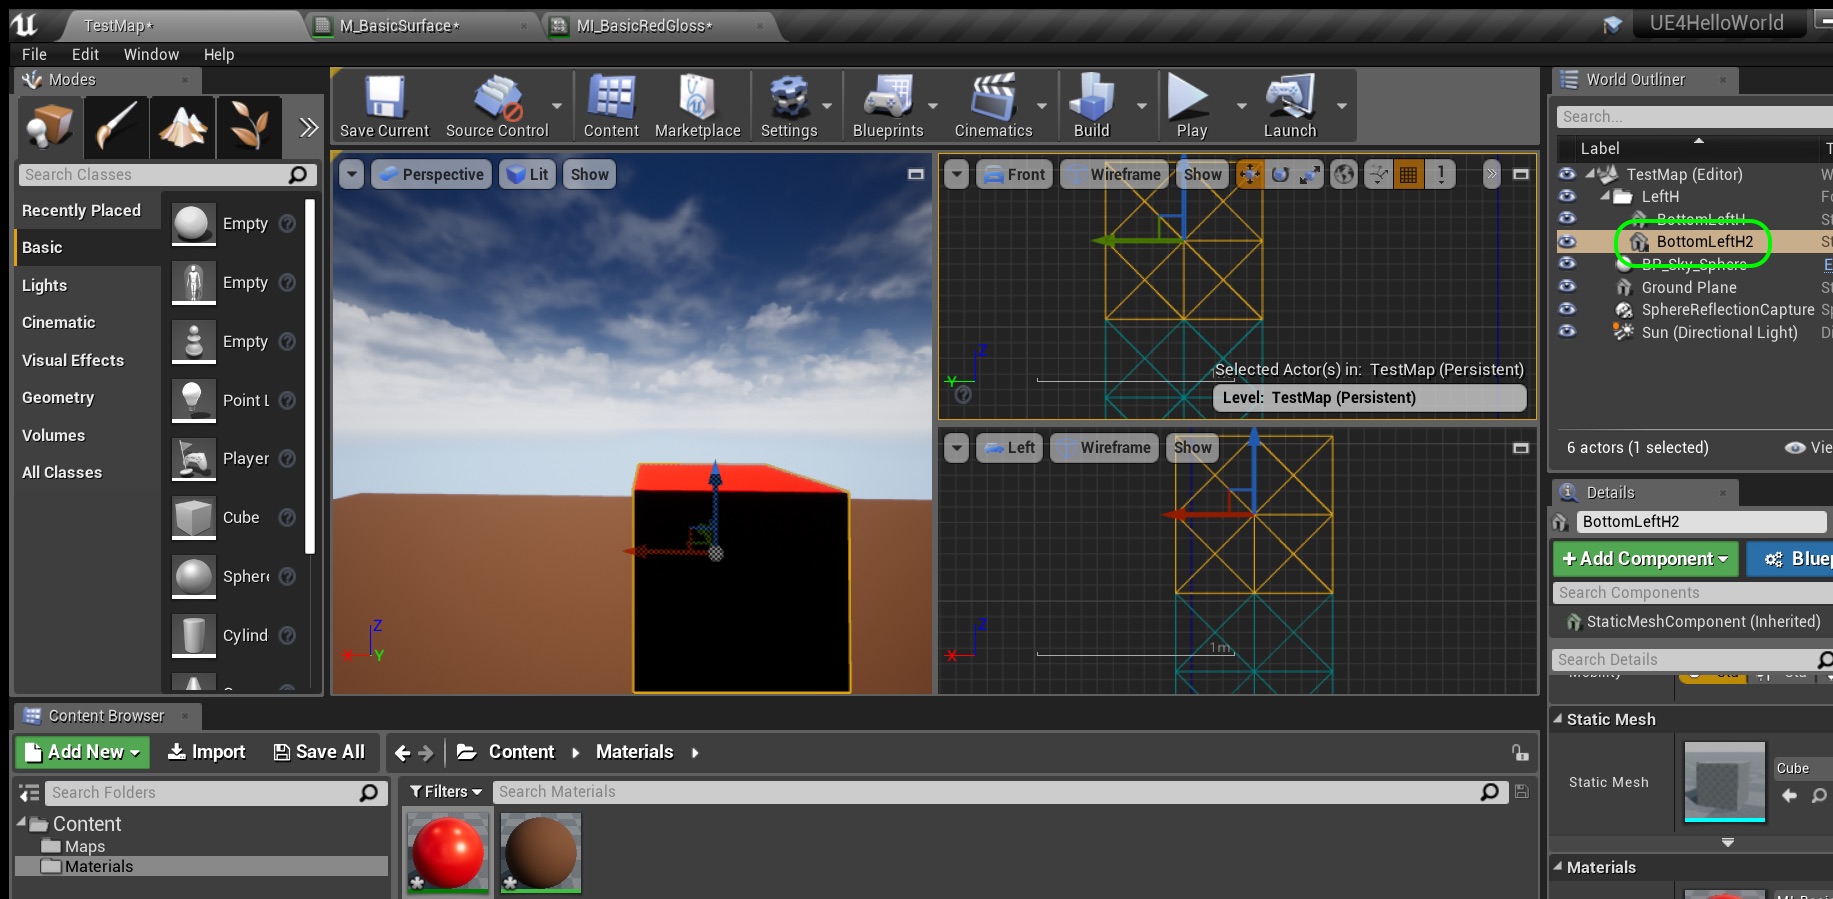 TestMap*
M_BasicSurface*
MI_BasicRedGloss*
UE4HelloWorld
File Edit Window Help
Modes
Save Current
Source Control
Content
Marketplace
Settings
Blueprints
Cinematics
Build
Play
Launch
Search Classes
Recently Placed
Basic
Lights
Cinematic
Visual Effects
Geometry
Volumes
All Classes
Empty
Empty
Empty
Point L
Player
Cube
Sphere
Cylind
Perspective
Lit
Show
Z
X
Y
Front
Wireframe
Show
1
Z
Y
Selected Actor(s) in: TestMap (Persistent)
Level: TestMap (Persistent)
Left
Wireframe
Show
Z
X
1m
World Outliner
Search...
Label
TestMap (Editor)
LeftH
BottomLeftH
BottomLeftH2
BP_Sky_Sphere
Ground Plane
SphereReflectionCapture
Sun (Directional Light)
6 actors (1 selected)
Vie
Details
BottomLeftH2
+ Add Component
Bluep
Search Components
StaticMeshComponent (Inherited)
Search Details
Mobility
Static Mesh
Static Mesh
Cube
Materials
Content Browser
Add New
Import
Save All
Content
Materials
Search Folders
Content
Maps
Materials
Filters
Search Materials